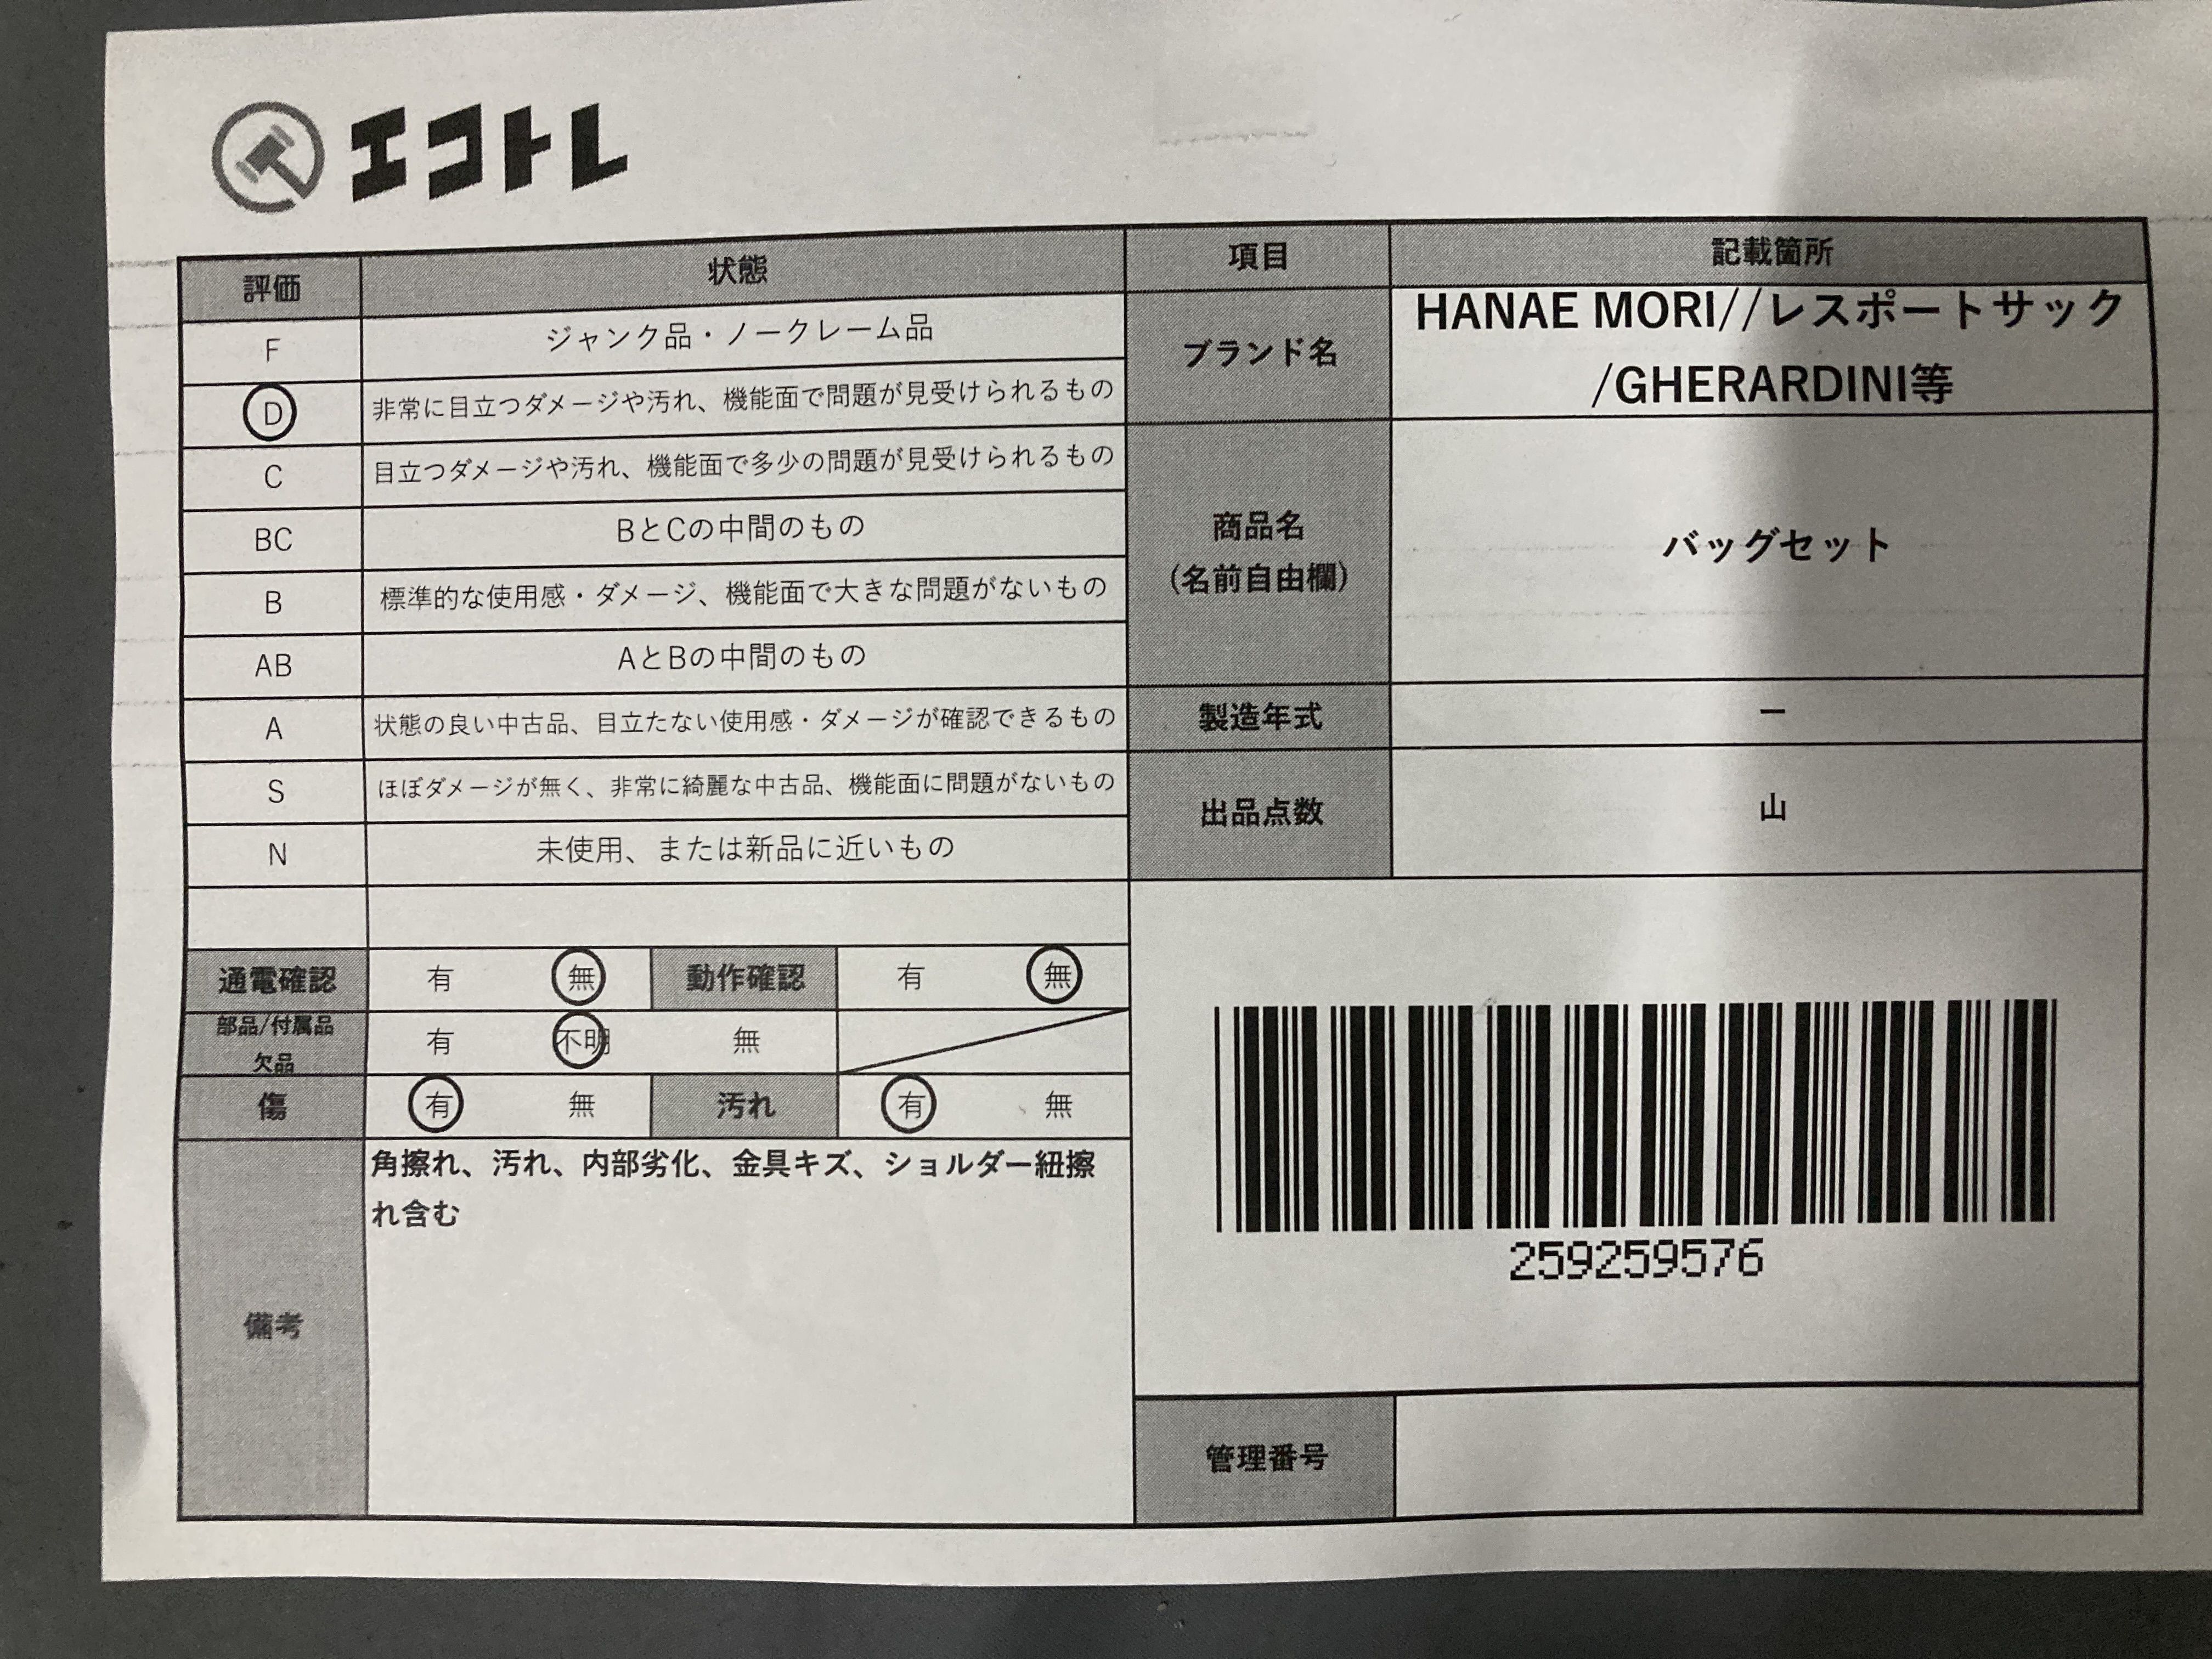 エコトレ
評価 状態 項目 記載箇所
F ジャンク品・ノークレーム品
D 非常に目立つダメージや汚れ、機能面で問題が見受けられるもの
C 目立つダメージや汚れ、機能面で多少の問題が見受けられるもの
BC BとCの中間のもの
B 標準的な使用感・ダメージ、機能面で大きな問題がないもの
AB AとBの中間のもの
A 状態の良い中古品、目立たない使用感・ダメージが確認できるもの
S ほぼダメージが無く、非常に綺麗な中古品、機能面に問題がないもの
N 未使用、または新品に近いもの
ブランド名
HANAE MORI//レスポートサック
/GHERARDINI等
商品名
(名前自由欄)
バッグセット
製造年式 ー
出品点数 山
通電確認 有 無 動作確認 有 無
部品/付属品
欠品
有 不明 無
傷 有 無 汚れ 有 無
備考
角擦れ、汚れ、内部劣化、金具キズ、ショルダー紐擦
れ含む
259259576
管理番号